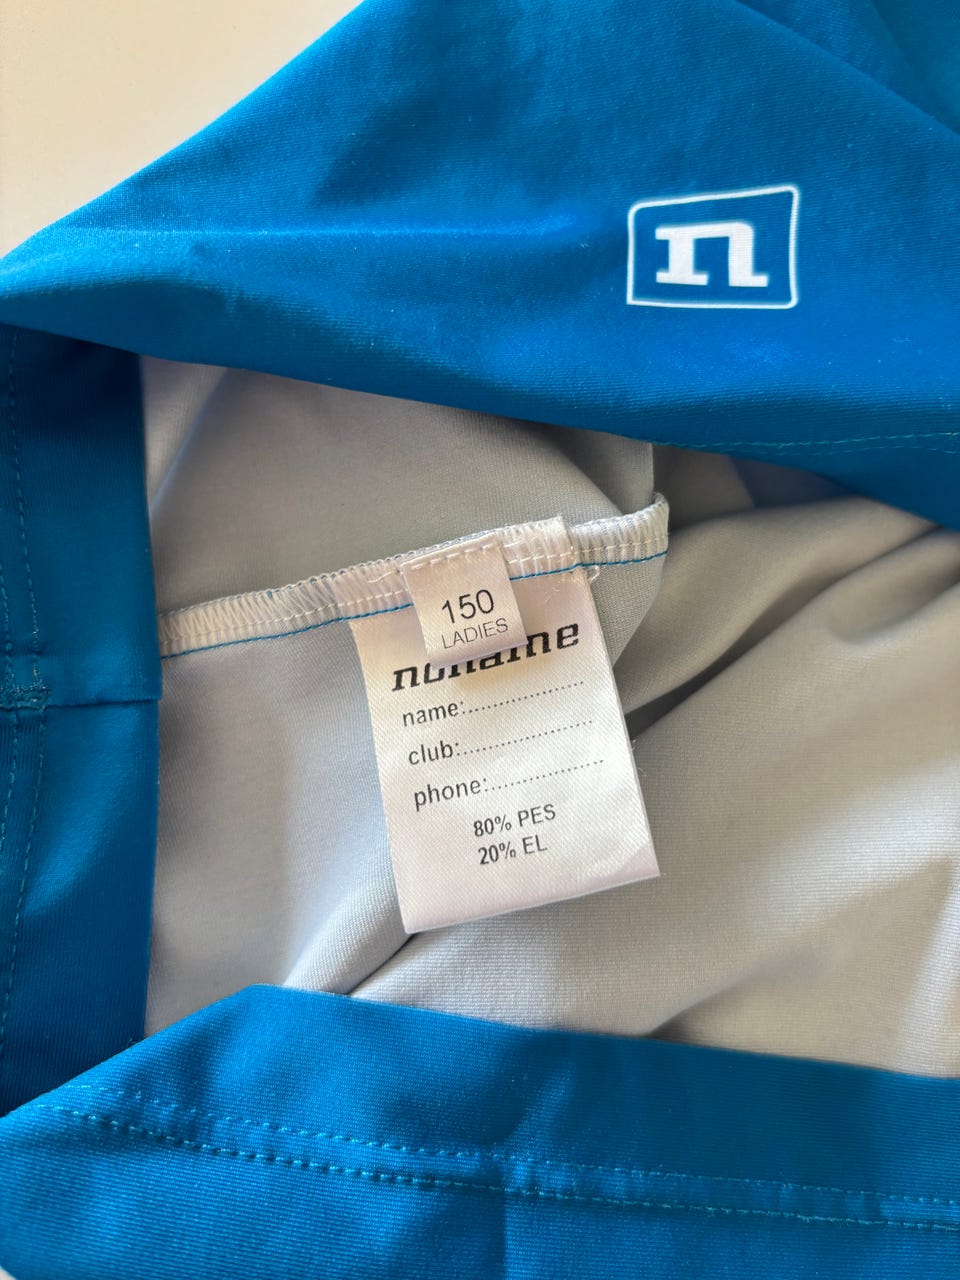 n
150
LADIES
noname
name:....................
club:......................
phone:...................
80% PES
20% EL